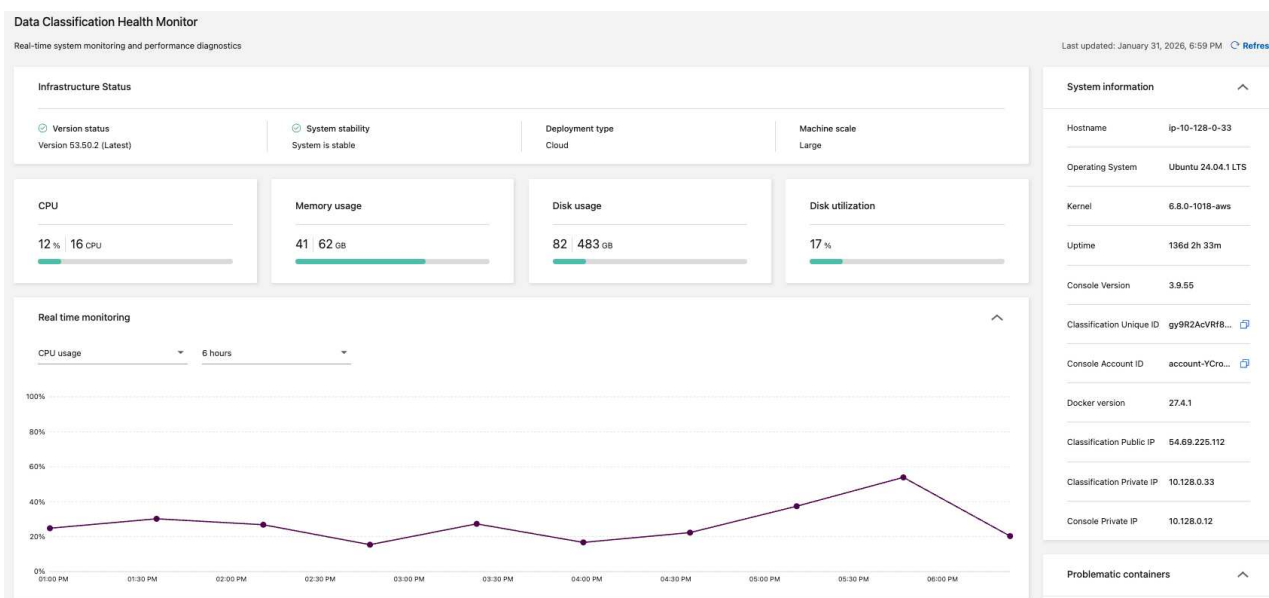 Data Classification Health Monitor
Real-time system monitoring and performance diagnostics
Last updated: January 31, 2026, 6:59 PM Refres
Infrastructure Status
Version status
Version 53.50.2 (Latest)
System stability
System is stable
Deployment type
Cloud
Machine scale
Large
CPU
12 % 16 CPU
Memory usage
41 62 GB
Disk usage
82 483 GB
Disk utilization
17 %
Real time monitoring
CPU usage
6 hours
100%
80%
60%
40%
20%
0%
01:00 PM 01:30 PM 02:00 PM 02:30 PM 03:00 PM 03:30 PM 04:00 PM 04:30 PM 05:00 PM 05:30 PM 06:00 PM
System information
Hostname ip-10-128-0-33
Operating System Ubuntu 24.04.1 LTS
Kernel 6.8.0-1018-aws
Uptime 136d 2h 33m
Console Version 3.9.55
Classification Unique ID gy9R2AcVRf8...
Console Account ID account-YCro...
Docker version 27.4.1
Classification Public IP 54.69.225.112
Classification Private IP 10.128.0.33
Console Private IP 10.128.0.12
Problematic containers